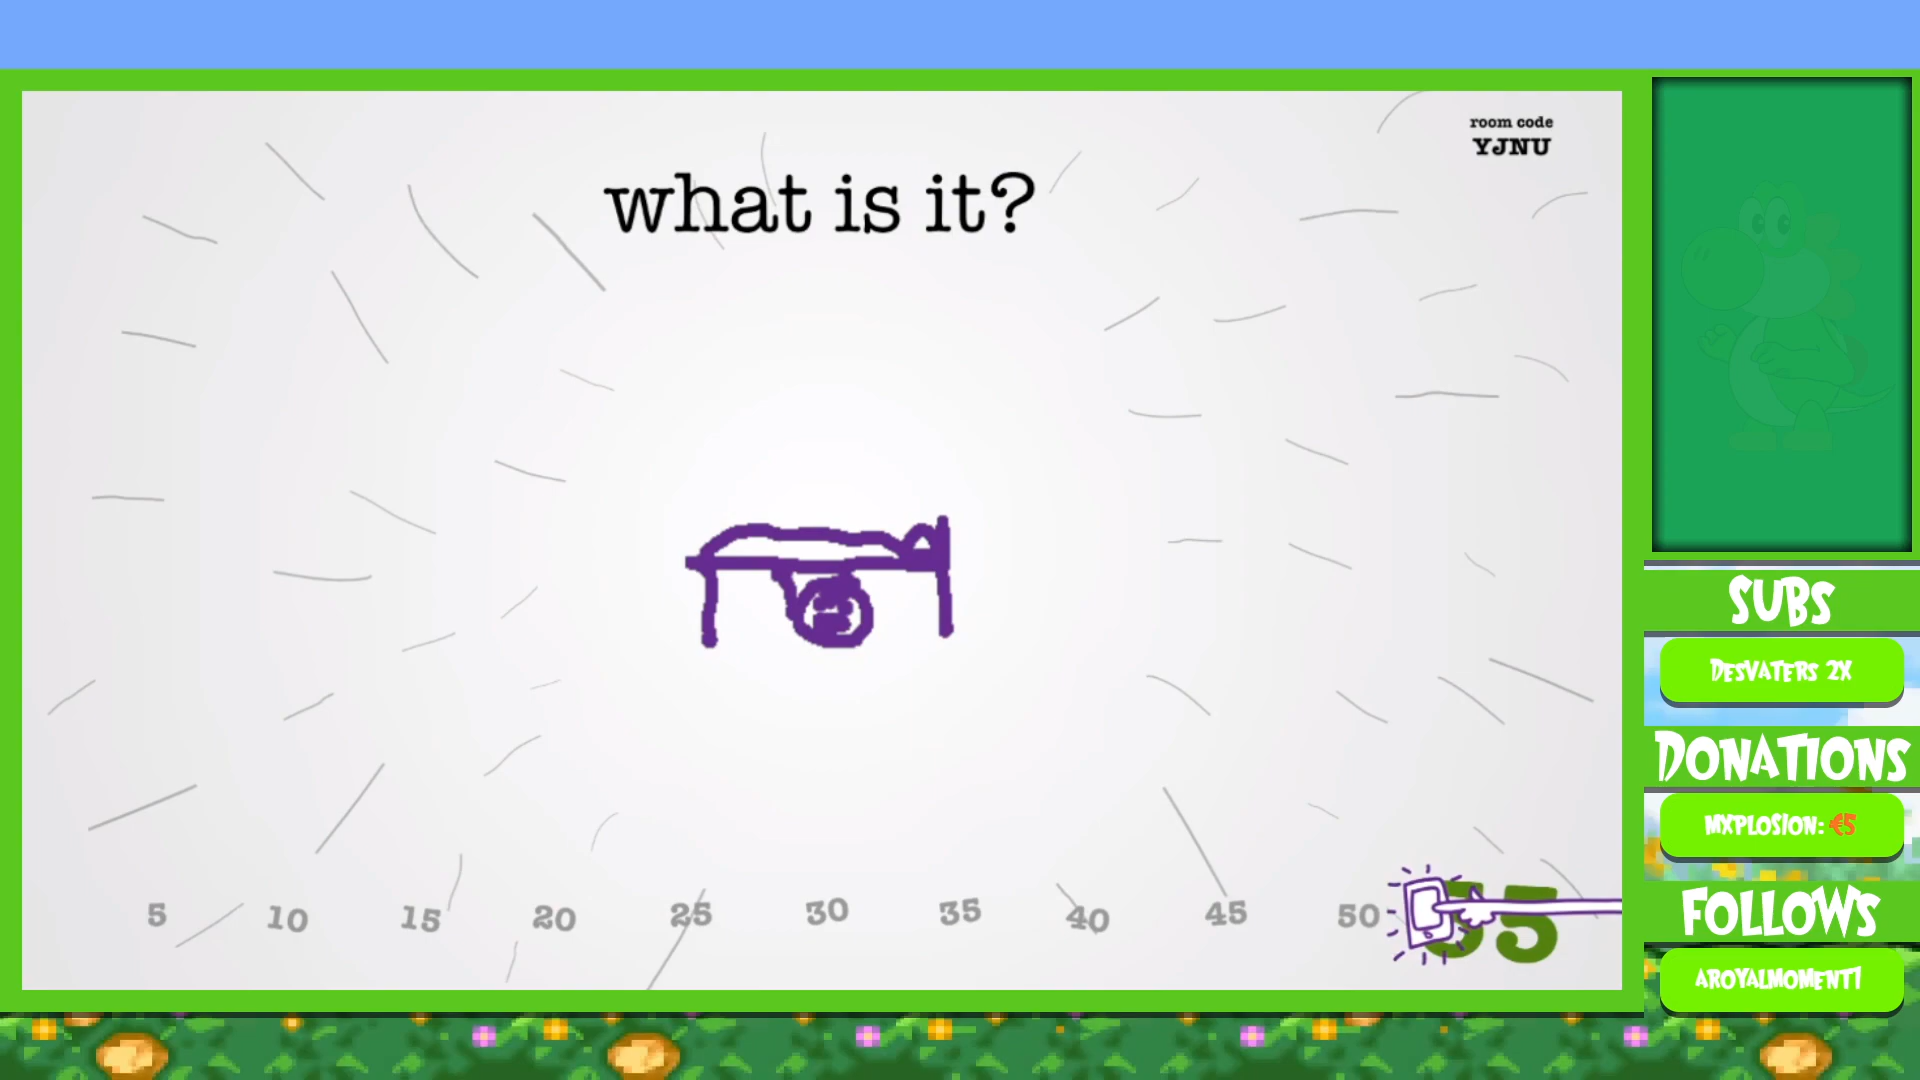 room code
YJNU
what is it?
5 10 15 20 25 30 35 40 45 50 55
SUBS
DESVATERS 2X
DONATIONS
MXPLOSION: €5
FOLLOWS
AROYALMOMENT1